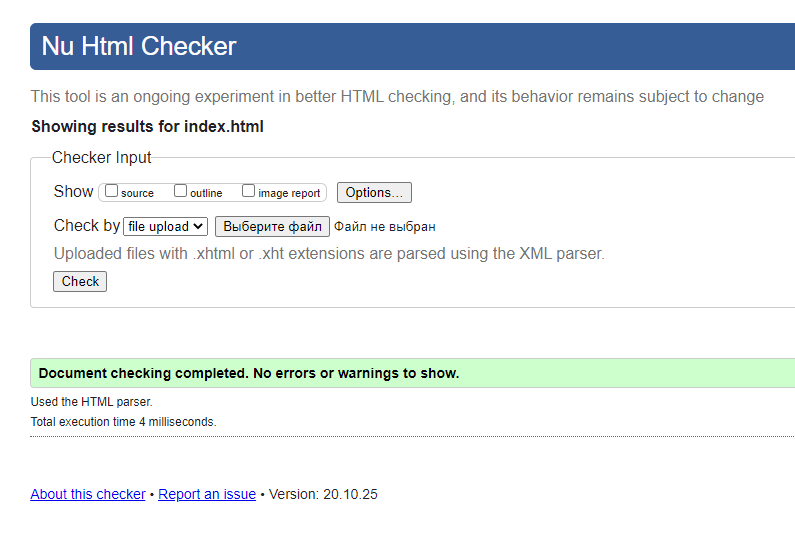 Nu Html Checker
This tool is an ongoing experiment in better HTML checking, and its behavior remains subject to change
Showing results for index.html
Checker Input
Show source outline image report Options...
Check by file upload Выберите файл Файл не выбран
Uploaded files with .xhtml or .xht extensions are parsed using the XML parser.
Check
Document checking completed. No errors or warnings to show.
Used the HTML parser.
Total execution time 4 milliseconds.
About this checker • Report an issue • Version: 20.10.25